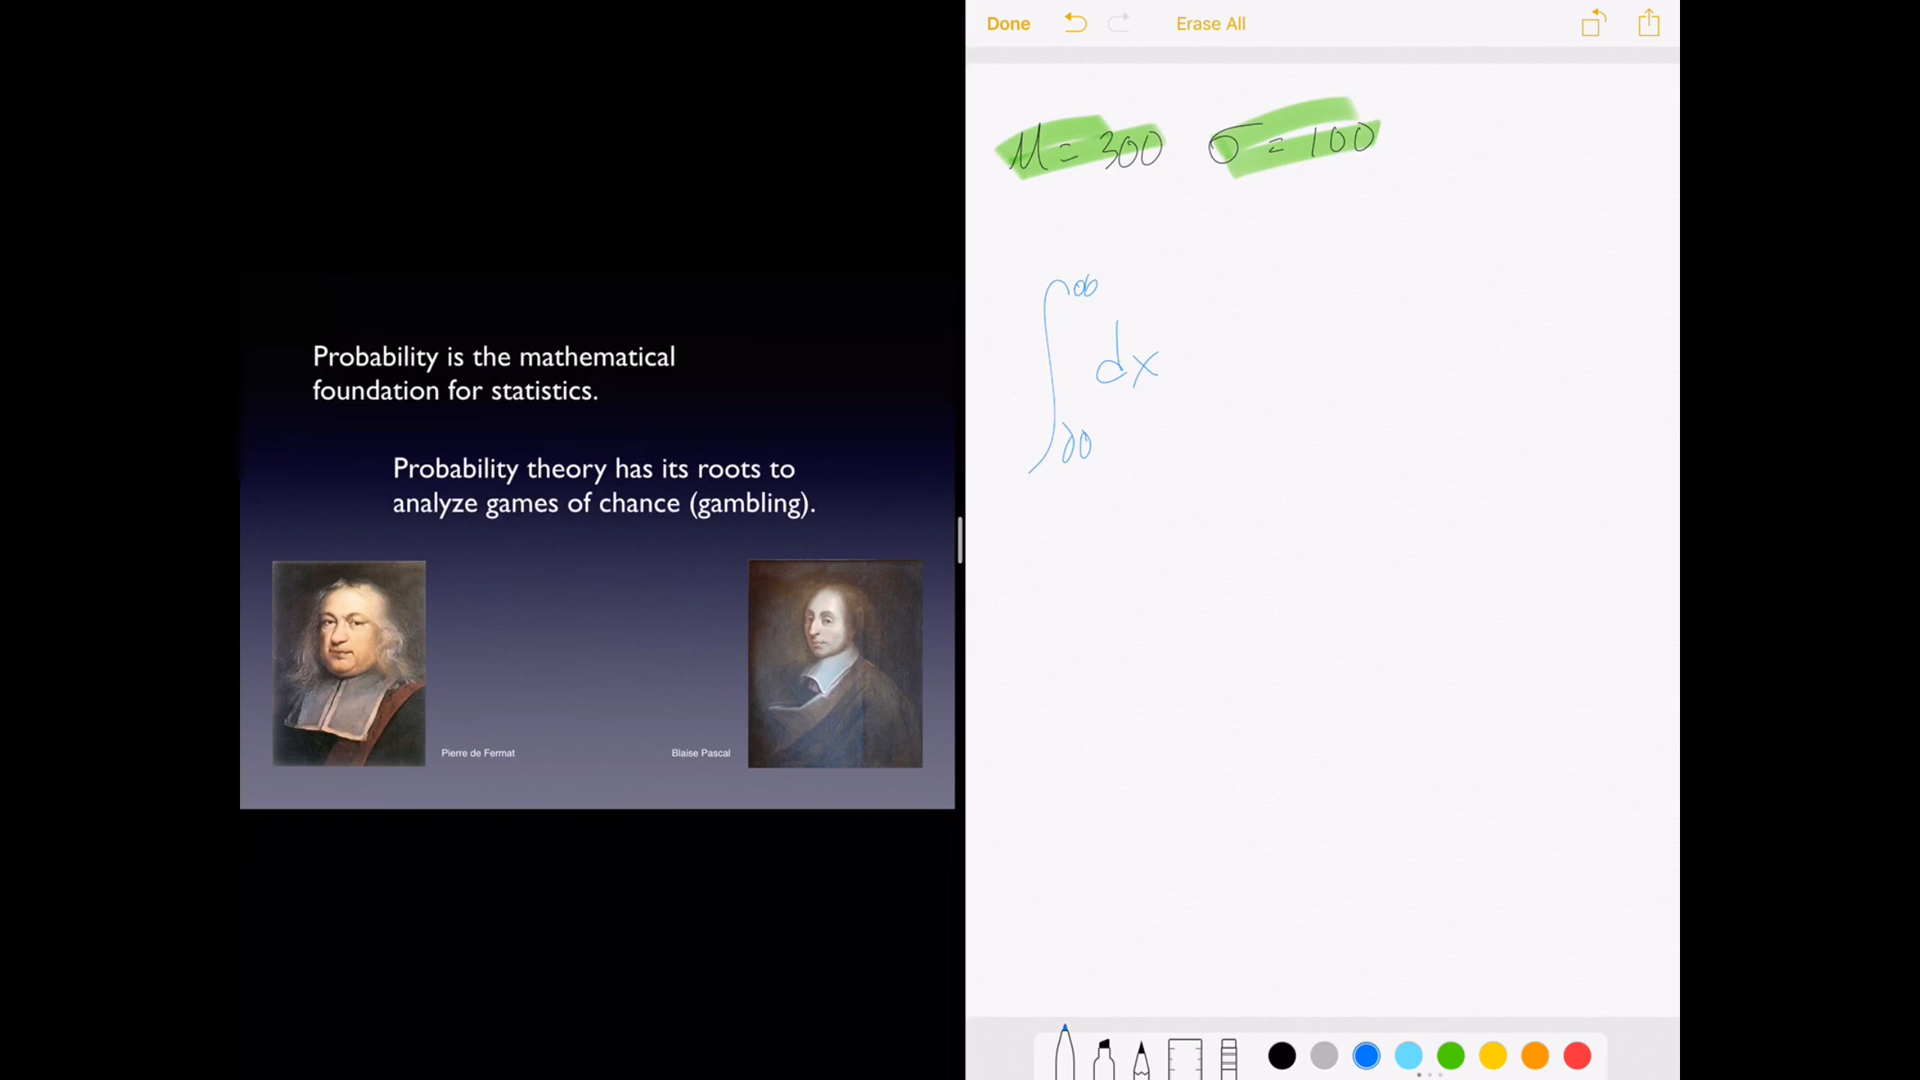 Done Erase All
Probability is the mathematical
foundation for statistics.
Probability theory has its roots to
analyze games of chance (gambling).
Pierre de Fermat
Blaise Pascal
μ = 300 σ = 100
∞
∫ dx